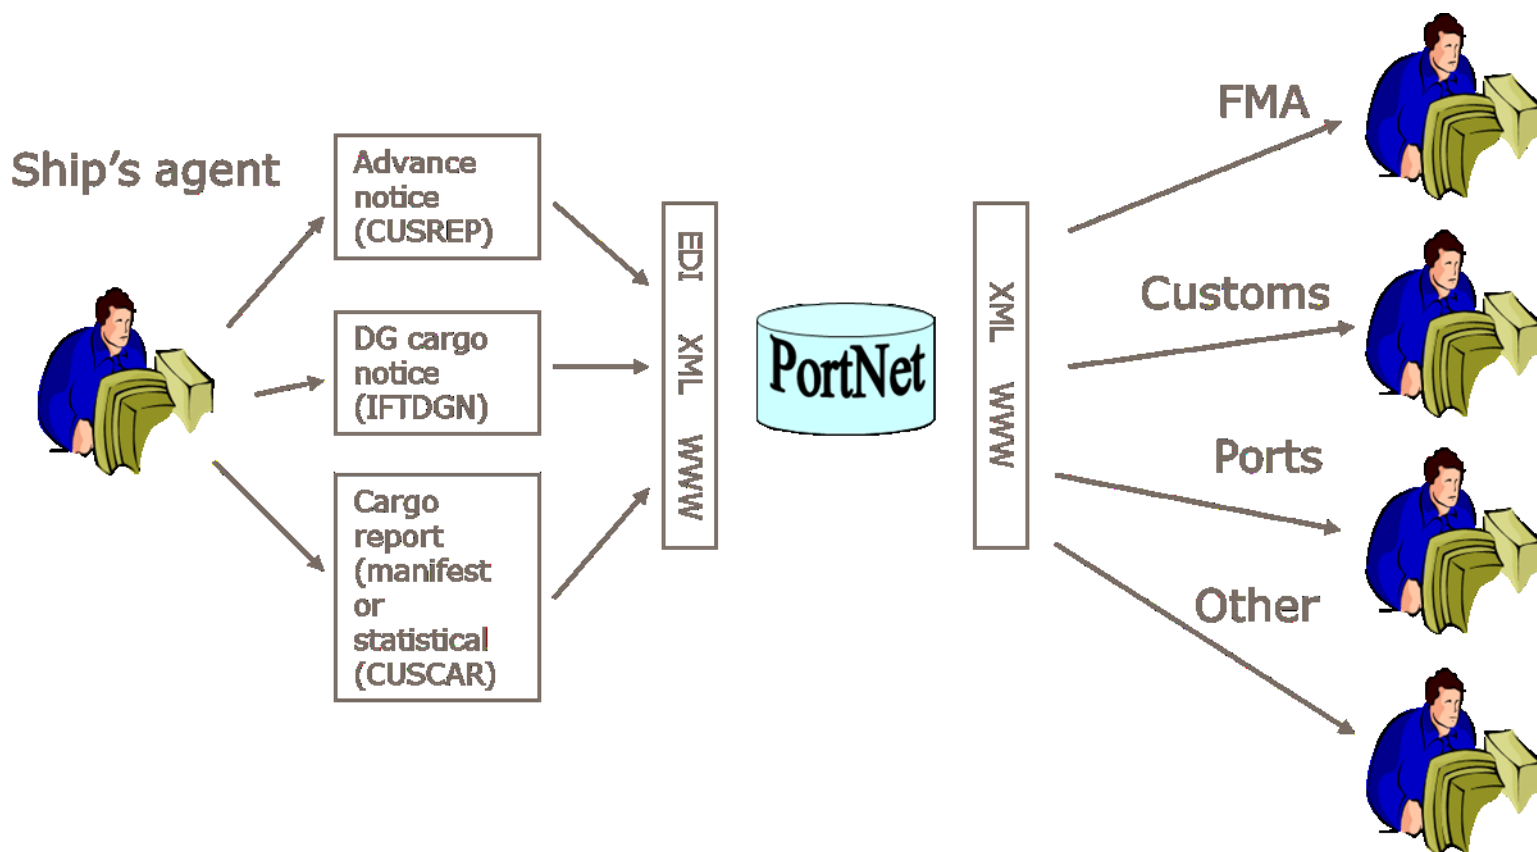 Ship's agent
Advance
notice
(CUSREP)
DG cargo
notice
(IFTDGN)
Cargo
report
(manifest
or
statistical
(CUSCAR)
EDI XML WWW
PortNet
XML WWW
FMA
Customs
Ports
Other